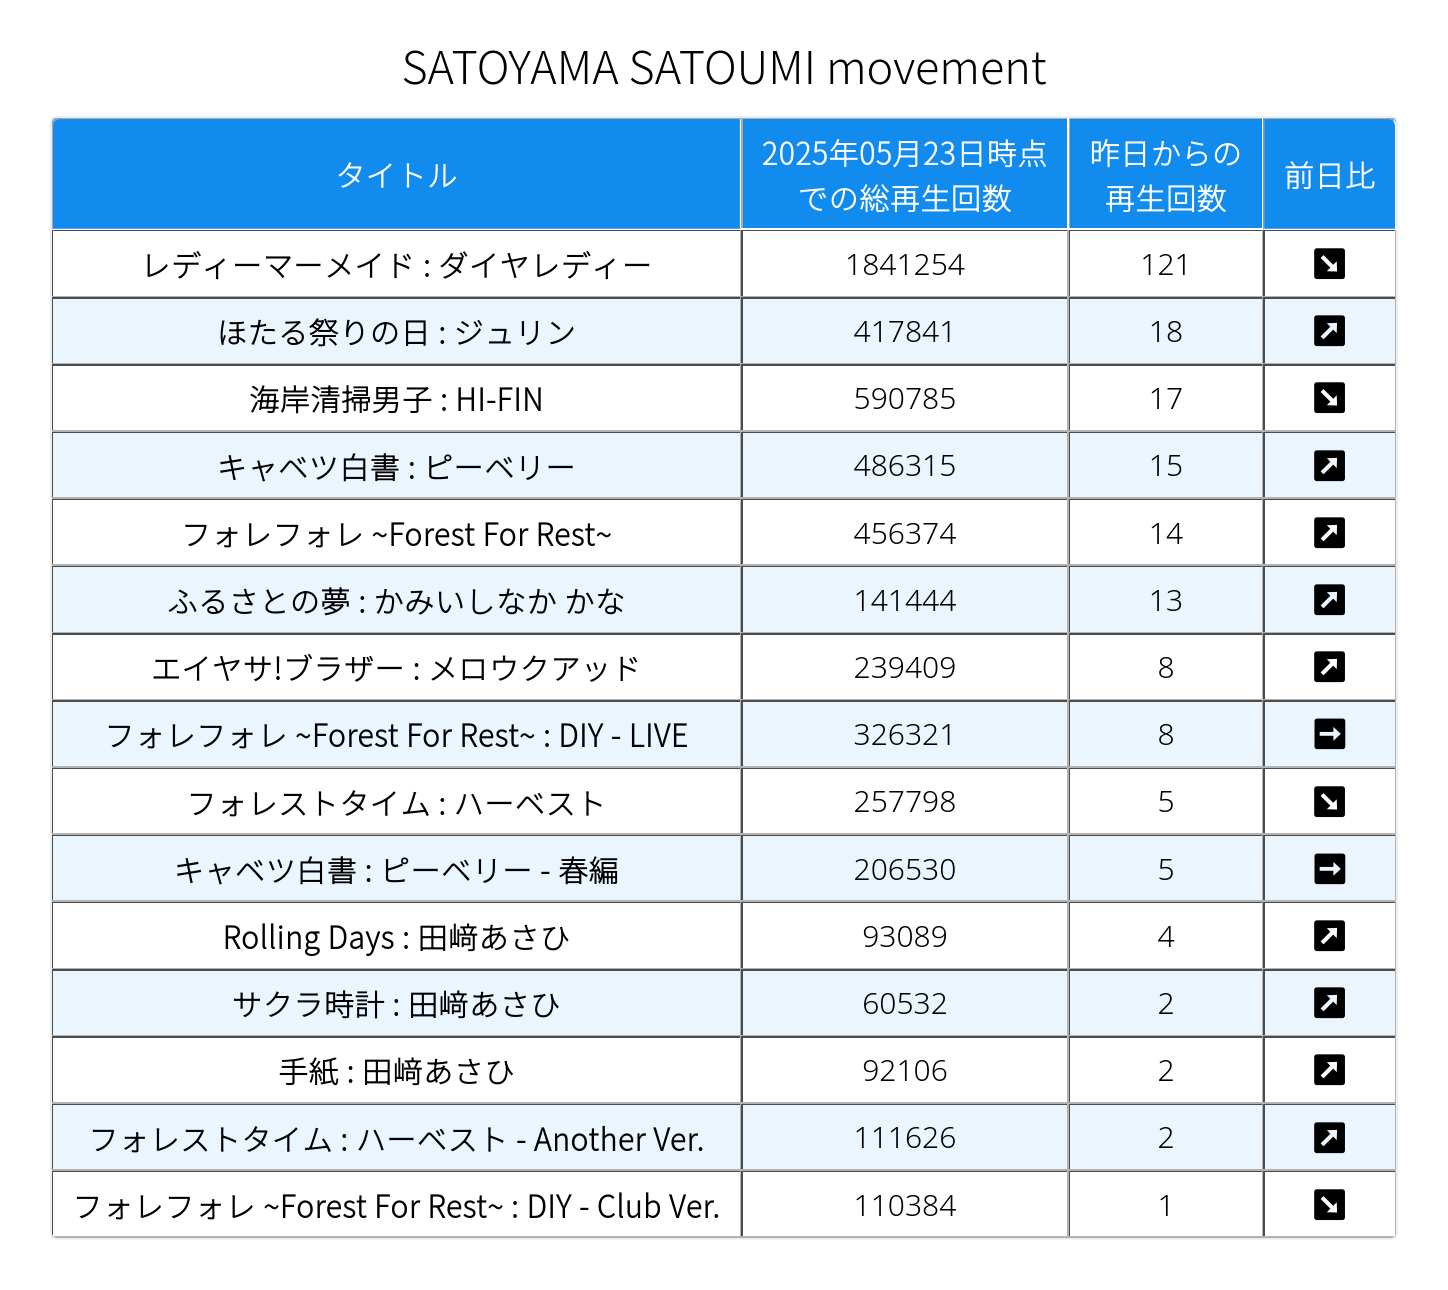 SATOYAMA SATOUMI movement
タイトル 2025年05月23日時点での総再生回数 昨日からの再生回数 前日比
レディーマーメイド : ダイヤレディー 1841254 121 ↘
ほたる祭りの日 : ジュリン 417841 18 ↗
海岸清掃男子 : HI-FIN 590785 17 ↘
キャベツ白書 : ピーベリー 486315 15 ↗
フォレフォレ ~Forest For Rest~ 456374 14 ↗
ふるさとの夢 : かみいしなか かな 141444 13 ↗
エイヤサ!ブラザー : メロウクアッド 239409 8 ↗
フォレフォレ ~Forest For Rest~ : DIY - LIVE 326321 8 →
フォレストタイム : ハーベスト 257798 5 ↘
キャベツ白書 : ピーベリー - 春編 206530 5 →
Rolling Days : 田﨑あさひ 93089 4 ↗
サクラ時計 : 田﨑あさひ 60532 2 ↗
手紙 : 田﨑あさひ 92106 2 ↗
フォレストタイム : ハーベスト - Another Ver. 111626 2 ↗
フォレフォレ ~Forest For Rest~ : DIY - Club Ver. 110384 1 ↘